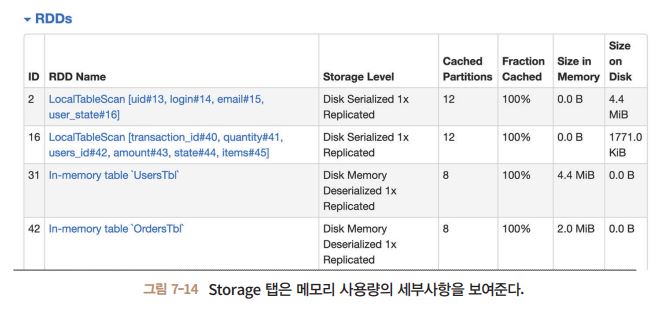 RDDs
Size
Cached Fraction Size in on
ID RDD Name Storage Level Partitions Cached Memory Disk
2 LocalTableScan [uid#13, login#14, email#15, Disk Serialized 1x 12 100% 0.0 B 4.4
user_state#16] Replicated MiB
16 LocalTableScan [transaction_id#40, quantity#41, Disk Serialized 1x 12 100% 0.0 B 1771.0
users_id#42, amount#43, state#44, items#45] Replicated KiB
31 In-memory table `UsersTbl` Disk Memory 8 100% 4.4 MiB 0.0 B
Deserialized 1x
Replicated
42 In-memory table `OrdersTbl` Disk Memory 8 100% 2.0 MiB 0.0 B
Deserialized 1x
Replicated
그림 7-14 Storage 탭은 메모리 사용량의 세부사항을 보여준다.